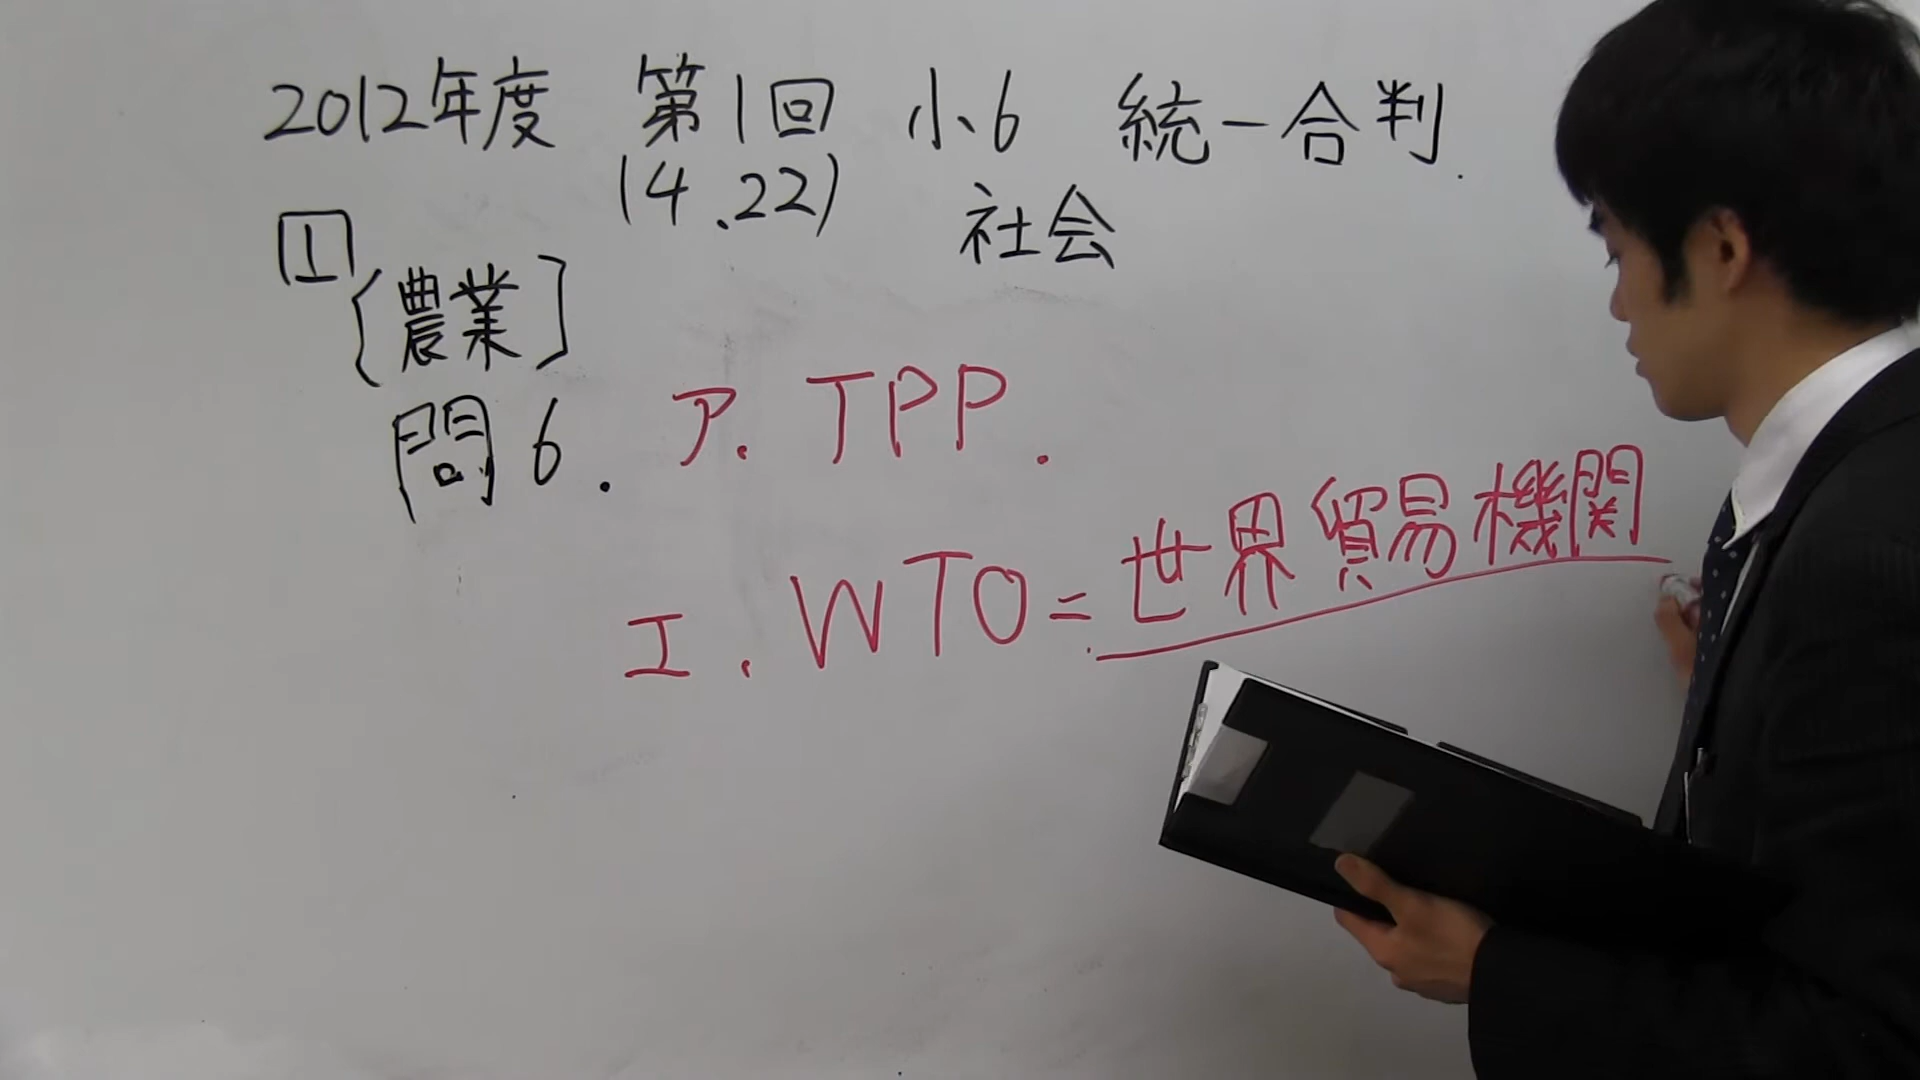 2012年度 第1回 小6 統一合判
(4.22) 社会
1
[農業]
問6. ア. TPP.
エ. WTO=世界貿易機関